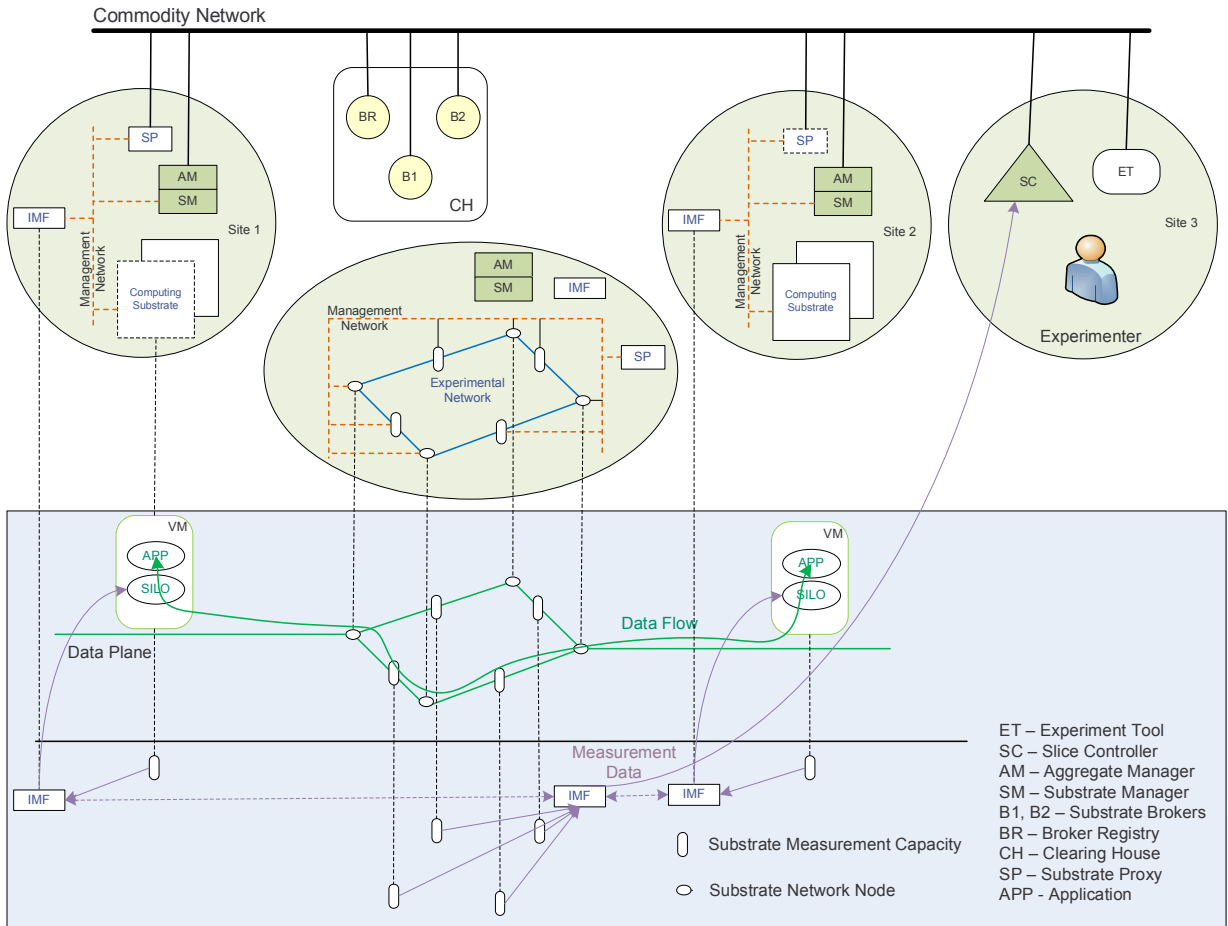 Commodity Network
SP
AM
SM
IMF
Site 1
Management
Network
Computing
Substrate
BR
B2
B1
CH
SP
AM
SM
IMF
Site 2
Management
Network
Computing
Substrate
SC
ET
Site 3
Experimenter
AM
SM
IMF
Management
Network
SP
Experimental
Network
VM
APP
SILO
VM
APP
SILO
Data Flow
Data Plane
Measurement
Data
IMF
IMF
IMF
Substrate Measurement Capacity
Substrate Network Node
ET – Experiment Tool
SC – Slice Controller
AM – Aggregate Manager
SM – Substrate Manager
B1, B2 – Substrate Brokers
BR – Broker Registry
CH – Clearing House
SP – Substrate Proxy
APP - Application